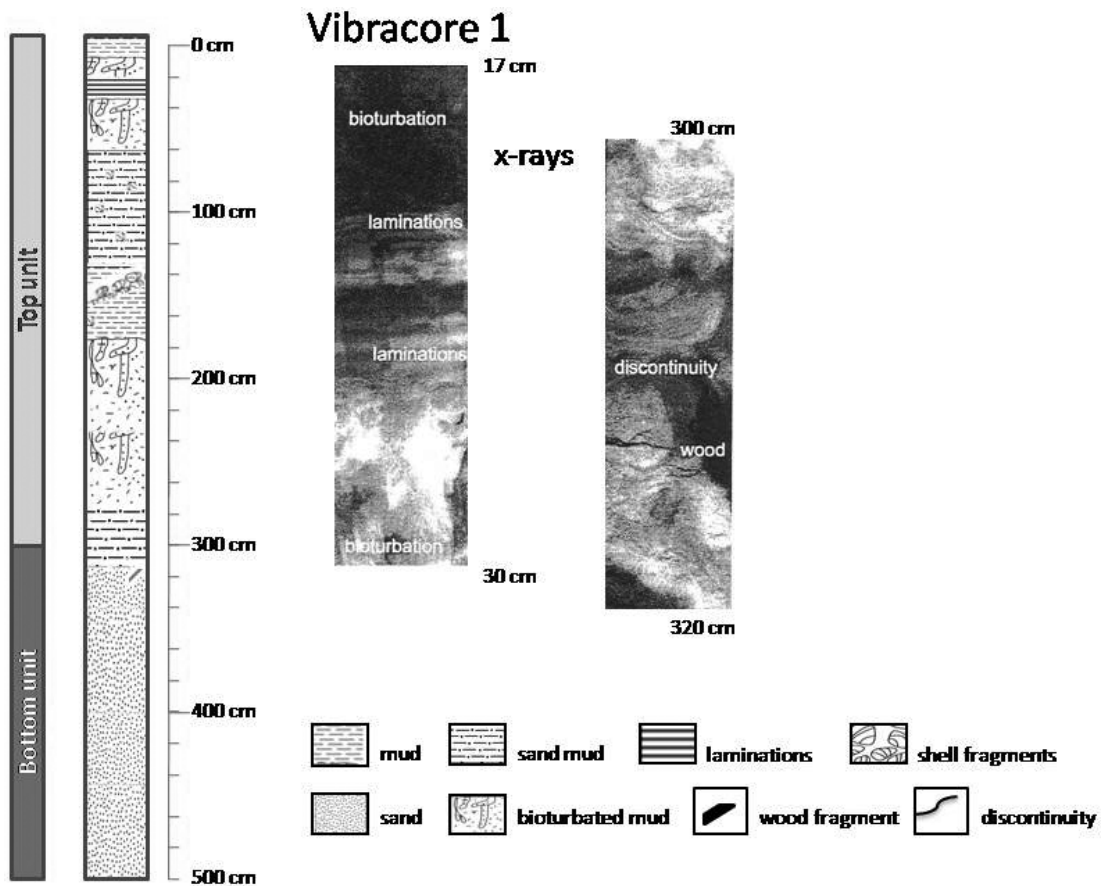 Vibracore 1
Top unit
Bottom unit
0 cm
100 cm
200 cm
300 cm
400 cm
500 cm
17 cm
bioturbation
laminations
laminations
bioturbation
30 cm
x-rays
300 cm
discontinuity
wood
320 cm
mud
sand mud
laminations
shell fragments
sand
bioturbated mud
wood fragment
discontinuity